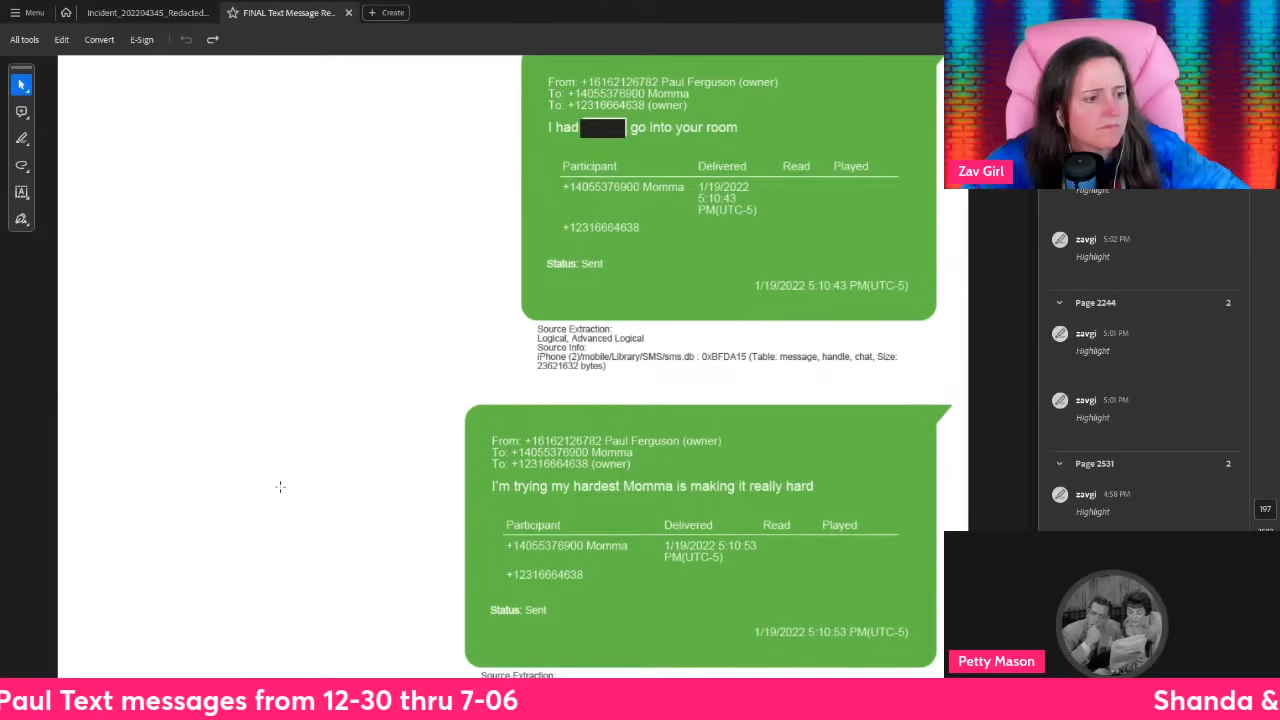 Menu
Incident_202204345_Redacted...
FINAL Text Message Re...
Create
All tools
Edit
Convert
E-Sign
From: +16162126782 Paul Ferguson (owner)
To: +14055376900 Momma
To: +12316664638 (owner)
I had go into your room
Participant Delivered Read Played
+14055376900 Momma 1/19/2022
5:10:43
PM(UTC-5)
+12316664638
Status: Sent
1/19/2022 5:10:43 PM(UTC-5)
Source Extraction:
Logical, Advanced Logical
Source Info:
iPhone (2)/mobile/Library/SMS/sms.db : 0xBFDA15 (Table: message, handle, chat, Size:
23621632 bytes)
From: +16162126782 Paul Ferguson (owner)
To: +14055376900 Momma
To: +12316664638 (owner)
I'm trying my hardest Momma is making it really hard
Participant Delivered Read Played
+14055376900 Momma 1/19/2022 5:10:53
PM(UTC-5)
+12316664638
Status: Sent
1/19/2022 5:10:53 PM(UTC-5)
Source Extraction:
Zav Girl
Highlight
zavgi 5:02 PM
Highlight
Page 2244 2
zavgi 5:01 PM
Highlight
zavgi 5:01 PM
Highlight
Page 2531 2
zavgi 4:58 PM
Highlight
197
Petty Mason
Paul Text messages from 12-30 thru 7-06
Shanda &